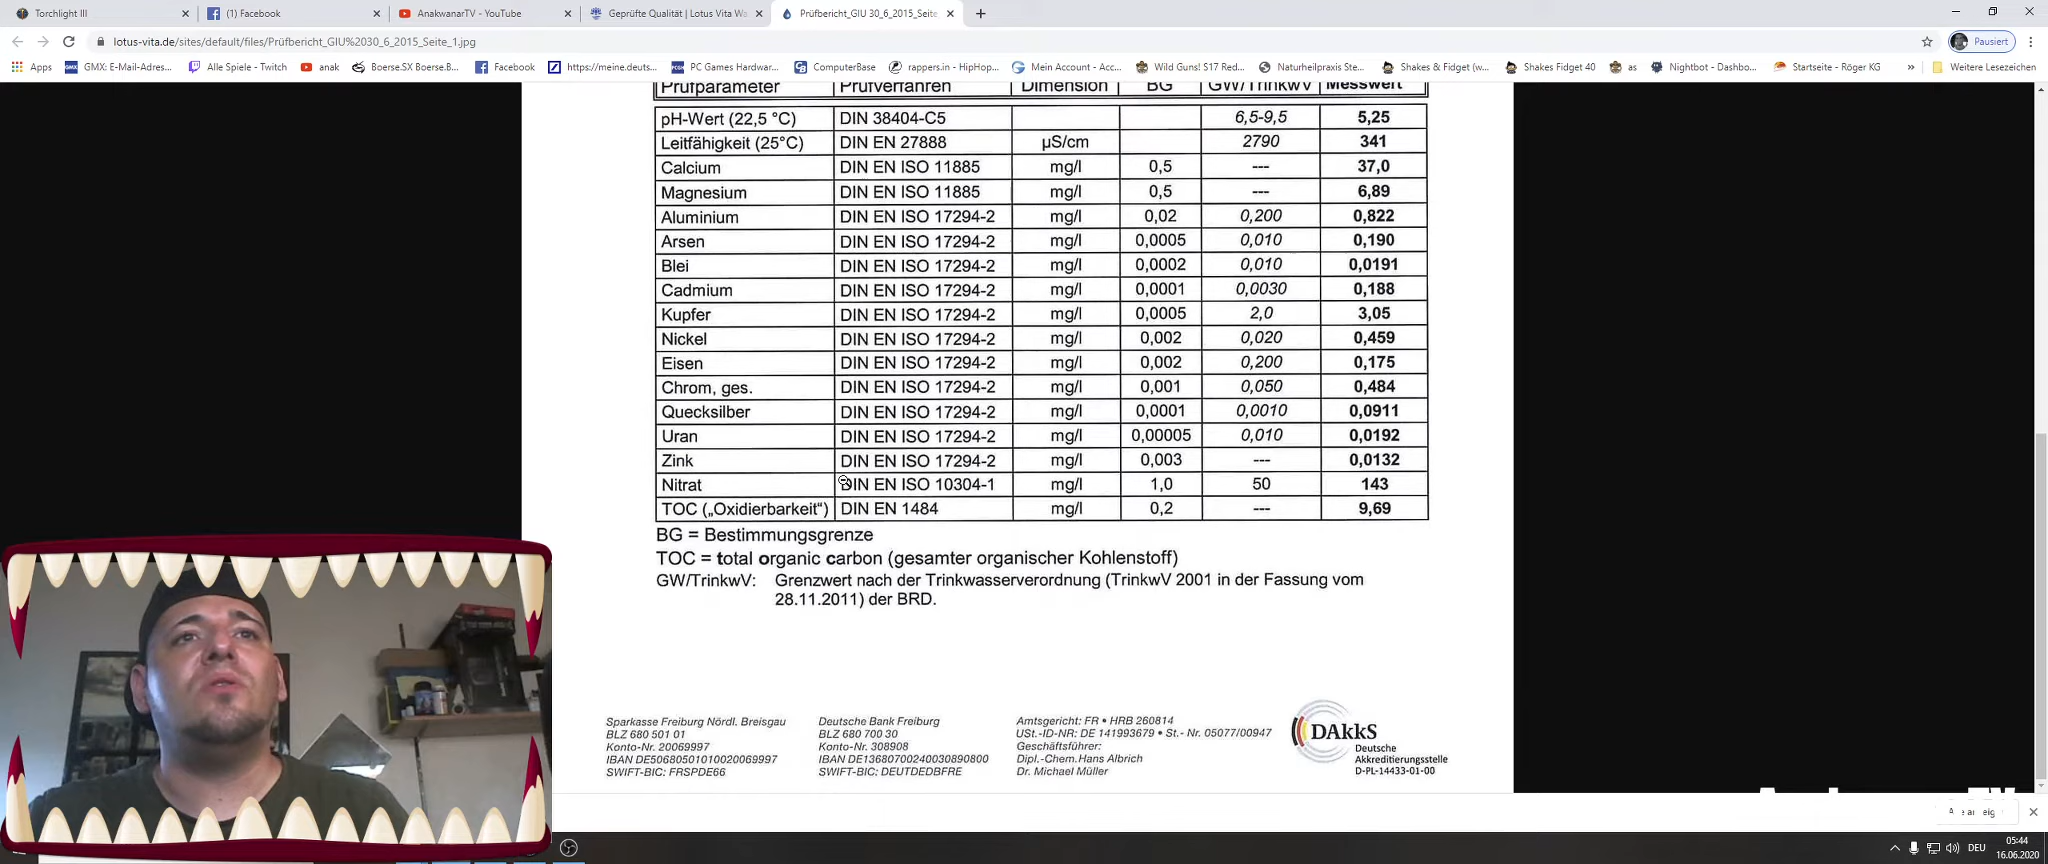 Torchlight III
(1) Facebook
AnakwanarTV - YouTube
Geprüfte Qualität | Lotus Vita Wa
Prüfbericht_GIU 30_6_2015_Seite
lotus-vita.de/sites/default/files/Prüfbericht_GIU%2030_6_2015_Seite_1.jpg
Pausiert
Apps GMX: E-Mail-Adres... Alle Spiele - Twitch anak Boerse.SX Boerse.B... Facebook https://meine.deuts... PC Games Hardwar... ComputerBase rappers.in - HipHop... Mein Account - Acc... Wild Guns! S17 Red... Naturheilpraxis Ste... Shakes & Fidget (w... Shakes Fidget 40 as Nightbot - Dashbo... Startseite - Röger KG » Weitere Lesezeichen
Prüfparameter Prüfverfahren Dimension BG GW/TrinkwV Messwert
pH-Wert (22,5 °C) DIN 38404-C5 6,5-9,5 5,25
Leitfähigkeit (25°C) DIN EN 27888 µS/cm 2790 341
Calcium DIN EN ISO 11885 mg/l 0,5 --- 37,0
Magnesium DIN EN ISO 11885 mg/l 0,5 --- 6,89
Aluminium DIN EN ISO 17294-2 mg/l 0,02 0,200 0,822
Arsen DIN EN ISO 17294-2 mg/l 0,0005 0,010 0,190
Blei DIN EN ISO 17294-2 mg/l 0,0002 0,010 0,0191
Cadmium DIN EN ISO 17294-2 mg/l 0,0001 0,0030 0,188
Kupfer DIN EN ISO 17294-2 mg/l 0,0005 2,0 3,05
Nickel DIN EN ISO 17294-2 mg/l 0,002 0,020 0,459
Eisen DIN EN ISO 17294-2 mg/l 0,002 0,200 0,175
Chrom, ges. DIN EN ISO 17294-2 mg/l 0,001 0,050 0,484
Quecksilber DIN EN ISO 17294-2 mg/l 0,0001 0,0010 0,0911
Uran DIN EN ISO 17294-2 mg/l 0,00005 0,010 0,0192
Zink DIN EN ISO 17294-2 mg/l 0,003 --- 0,0132
Nitrat DIN EN ISO 10304-1 mg/l 1,0 50 143
TOC („Oxidierbarkeit“) DIN EN 1484 mg/l 0,2 --- 9,69
BG = Bestimmungsgrenze
TOC = total organic carbon (gesamter organischer Kohlenstoff)
GW/TrinkwV: Grenzwert nach der Trinkwasserverordnung (TrinkwV 2001 in der Fassung vom
28.11.2011) der BRD.
Sparkasse Freiburg Nördl. Breisgau
BLZ 680 501 01
Konto-Nr. 20069997
IBAN DE50680501010020069997
SWIFT-BIC: FRSPDE66
Deutsche Bank Freiburg
BLZ 680 700 30
Konto-Nr. 308908
IBAN DE13680700240030890800
SWIFT-BIC: DEUTDEDBFRE
Amtsgericht: FR • HRB 260814
USt.-ID-NR: DE 141993679 • St.- Nr. 05077/00947
Geschäftsführer:
Dipl.-Chem.Hans Albrich
Dr. Michael Müller
DAkkS
Deutsche
Akkreditierungsstelle
D-PL-14433-01-00
DEU
05:44
16.06.2020